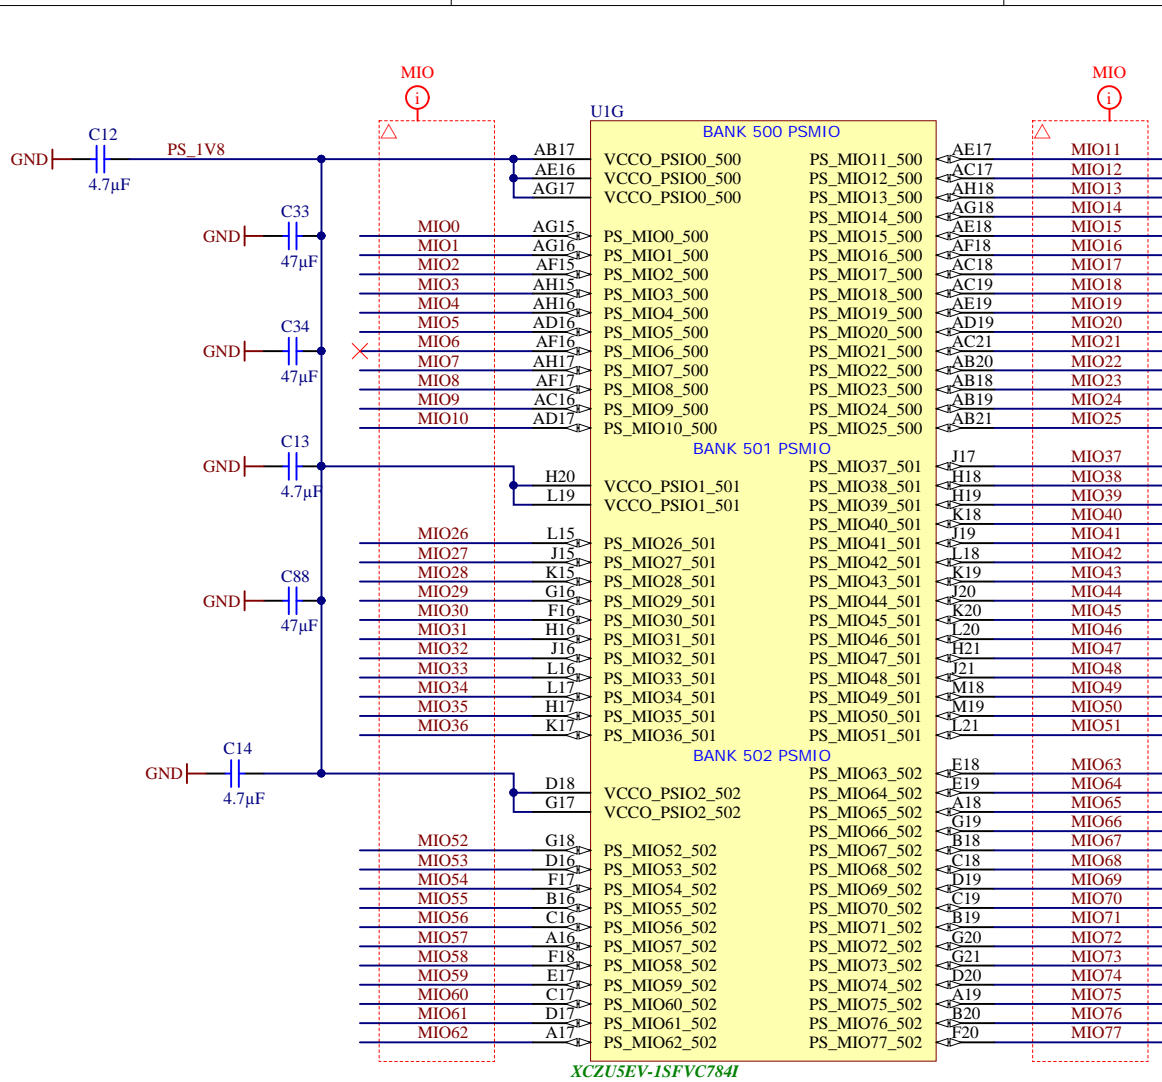 MIO
MIO
U1G
BANK 500 PSMIO
C12
GND
PS_1V8
4.7µF
AB17 VCCO_PSIO0_500
AE16 VCCO_PSIO0_500
AG17 VCCO_PSIO0_500
PS_MIO11_500 AE17 MIO11
PS_MIO12_500 AC17 MIO12
PS_MIO13_500 AH18 MIO13
PS_MIO14_500 AG18 MIO14
C33
GND
47µF
C34
GND
47µF
MIO0 AG15 PS_MIO0_500 PS_MIO15_500 AE18 MIO15
MIO1 AG16 PS_MIO1_500 PS_MIO16_500 AF18 MIO16
MIO2 AF15 PS_MIO2_500 PS_MIO17_500 AC18 MIO17
MIO3 AH15 PS_MIO3_500 PS_MIO18_500 AC19 MIO18
MIO4 AH16 PS_MIO4_500 PS_MIO19_500 AE19 MIO19
MIO5 AD16 PS_MIO5_500 PS_MIO20_500 AD19 MIO20
MIO6 AF16 PS_MIO6_500 PS_MIO21_500 AC21 MIO21
MIO7 AH17 PS_MIO7_500 PS_MIO22_500 AB20 MIO22
MIO8 AF17 PS_MIO8_500 PS_MIO23_500 AB18 MIO23
MIO9 AC16 PS_MIO9_500 PS_MIO24_500 AB19 MIO24
MIO10 AD17 PS_MIO10_500 PS_MIO25_500 AB21 MIO25
BANK 501 PSMIO
C13
GND
4.7µF
PS_MIO37_501 J17 MIO37
H20 VCCO_PSIO1_501 PS_MIO38_501 H18 MIO38
L19 VCCO_PSIO1_501 PS_MIO39_501 H19 MIO39
PS_MIO40_501 K18 MIO40
C88
GND
47µF
MIO26 L15 PS_MIO26_501 PS_MIO41_501 J19 MIO41
MIO27 J15 PS_MIO27_501 PS_MIO42_501 L18 MIO42
MIO28 K15 PS_MIO28_501 PS_MIO43_501 K19 MIO43
MIO29 G16 PS_MIO29_501 PS_MIO44_501 J20 MIO44
MIO30 F16 PS_MIO30_501 PS_MIO45_501 K20 MIO45
MIO31 H16 PS_MIO31_501 PS_MIO46_501 L20 MIO46
MIO32 J16 PS_MIO32_501 PS_MIO47_501 H21 MIO47
MIO33 L16 PS_MIO33_501 PS_MIO48_501 J21 MIO48
MIO34 L17 PS_MIO34_501 PS_MIO49_501 M18 MIO49
MIO35 H17 PS_MIO35_501 PS_MIO50_501 M19 MIO50
MIO36 K17 PS_MIO36_501 PS_MIO51_501 L21 MIO51
BANK 502 PSMIO
C14
GND
4.7µF
PS_MIO63_502 E18 MIO63
D18 VCCO_PSIO2_502 PS_MIO64_502 E19 MIO64
G17 VCCO_PSIO2_502 PS_MIO65_502 A18 MIO65
PS_MIO66_502 G19 MIO66
MIO52 G18 PS_MIO52_502 PS_MIO67_502 B18 MIO67
MIO53 D16 PS_MIO53_502 PS_MIO68_502 C18 MIO68
MIO54 F17 PS_MIO54_502 PS_MIO69_502 D19 MIO69
MIO55 B16 PS_MIO55_502 PS_MIO70_502 C19 MIO70
MIO56 C16 PS_MIO56_502 PS_MIO71_502 B19 MIO71
MIO57 A16 PS_MIO57_502 PS_MIO72_502 G20 MIO72
MIO58 F18 PS_MIO58_502 PS_MIO73_502 G21 MIO73
MIO59 E17 PS_MIO59_502 PS_MIO74_502 D20 MIO74
MIO60 C17 PS_MIO60_502 PS_MIO75_502 A19 MIO75
MIO61 D17 PS_MIO61_502 PS_MIO76_502 B20 MIO76
MIO62 A17 PS_MIO62_502 PS_MIO77_502 F20 MIO77
XCZU5EV-1SFVC784I